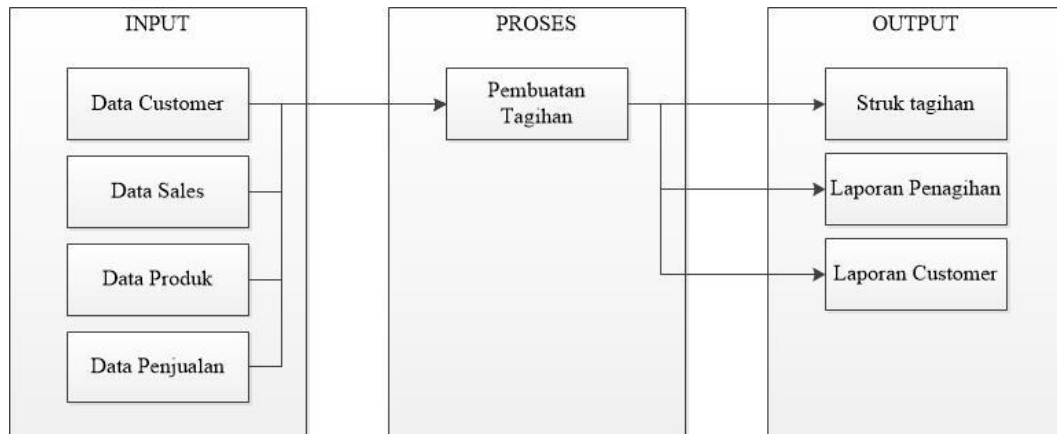 INPUT
Data Customer
Data Sales
Data Produk
Data Penjualan
PROSES
Pembuatan
Tagihan
OUTPUT
Struk tagihan
Laporan Penagihan
Laporan Customer